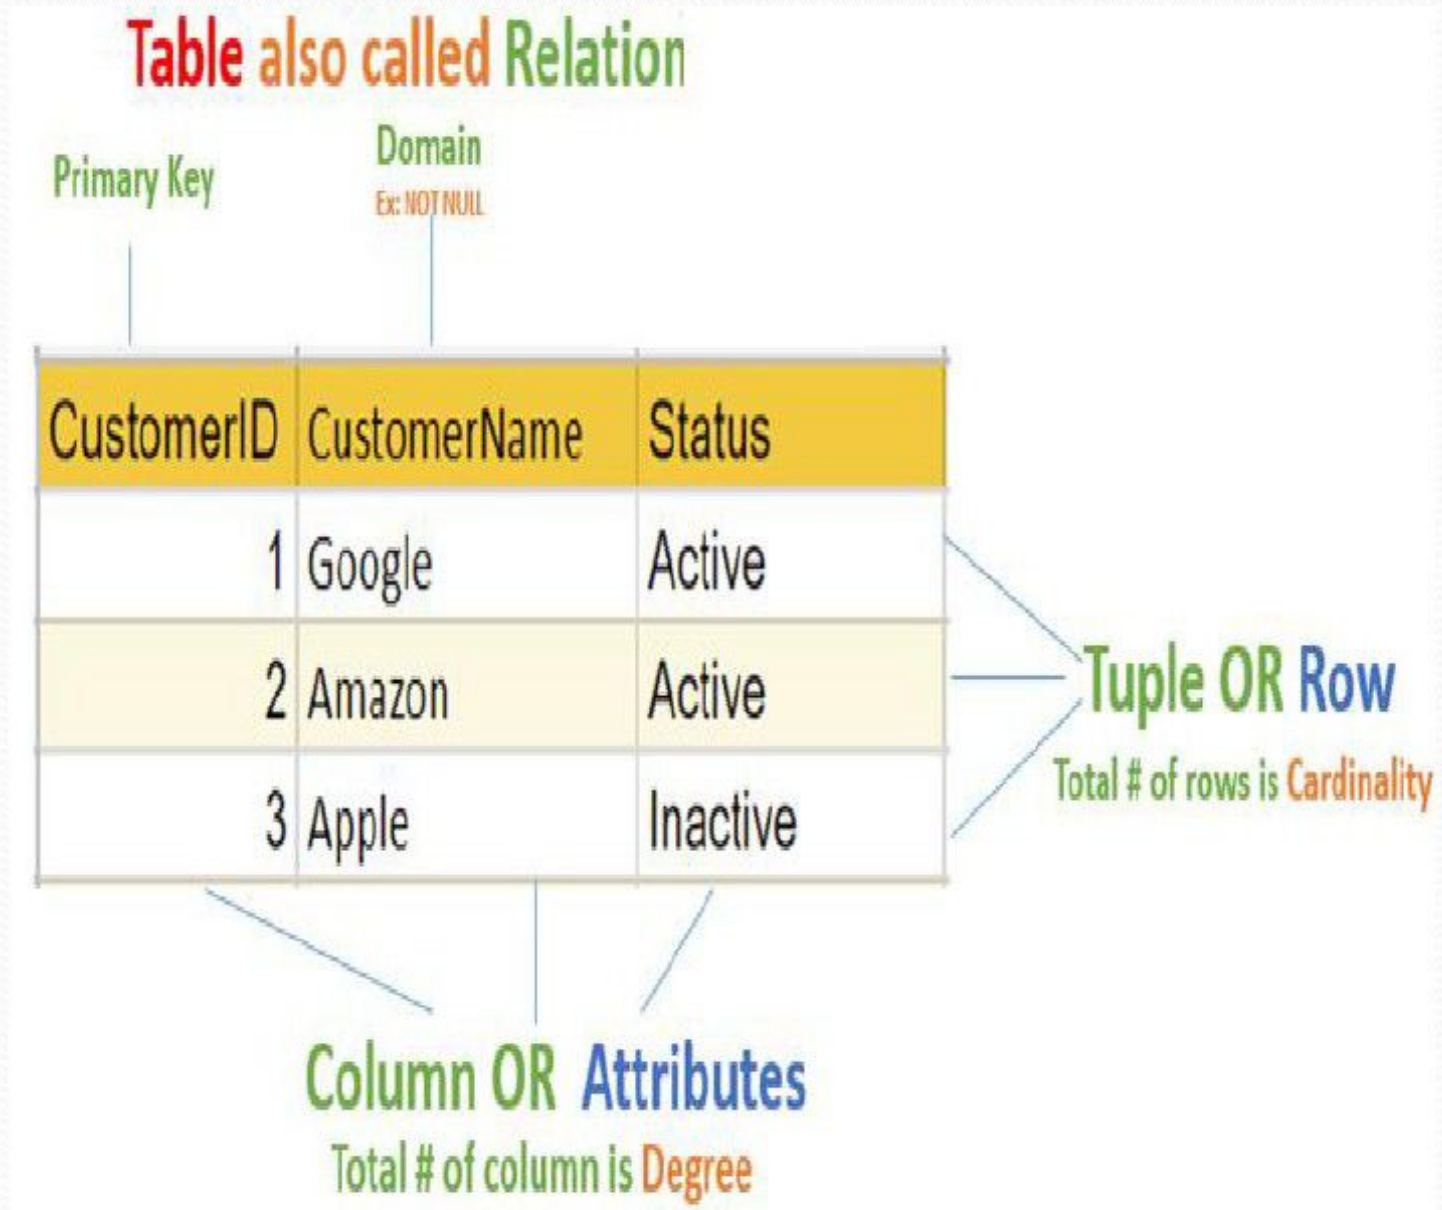 Table also called Relation
Primary Key
Domain
Ex: NOT NULL
CustomerID CustomerName Status
1 Google Active
2 Amazon Active
3 Apple Inactive
Tuple OR Row
Total # of rows is Cardinality
Column OR Attributes
Total # of column is Degree